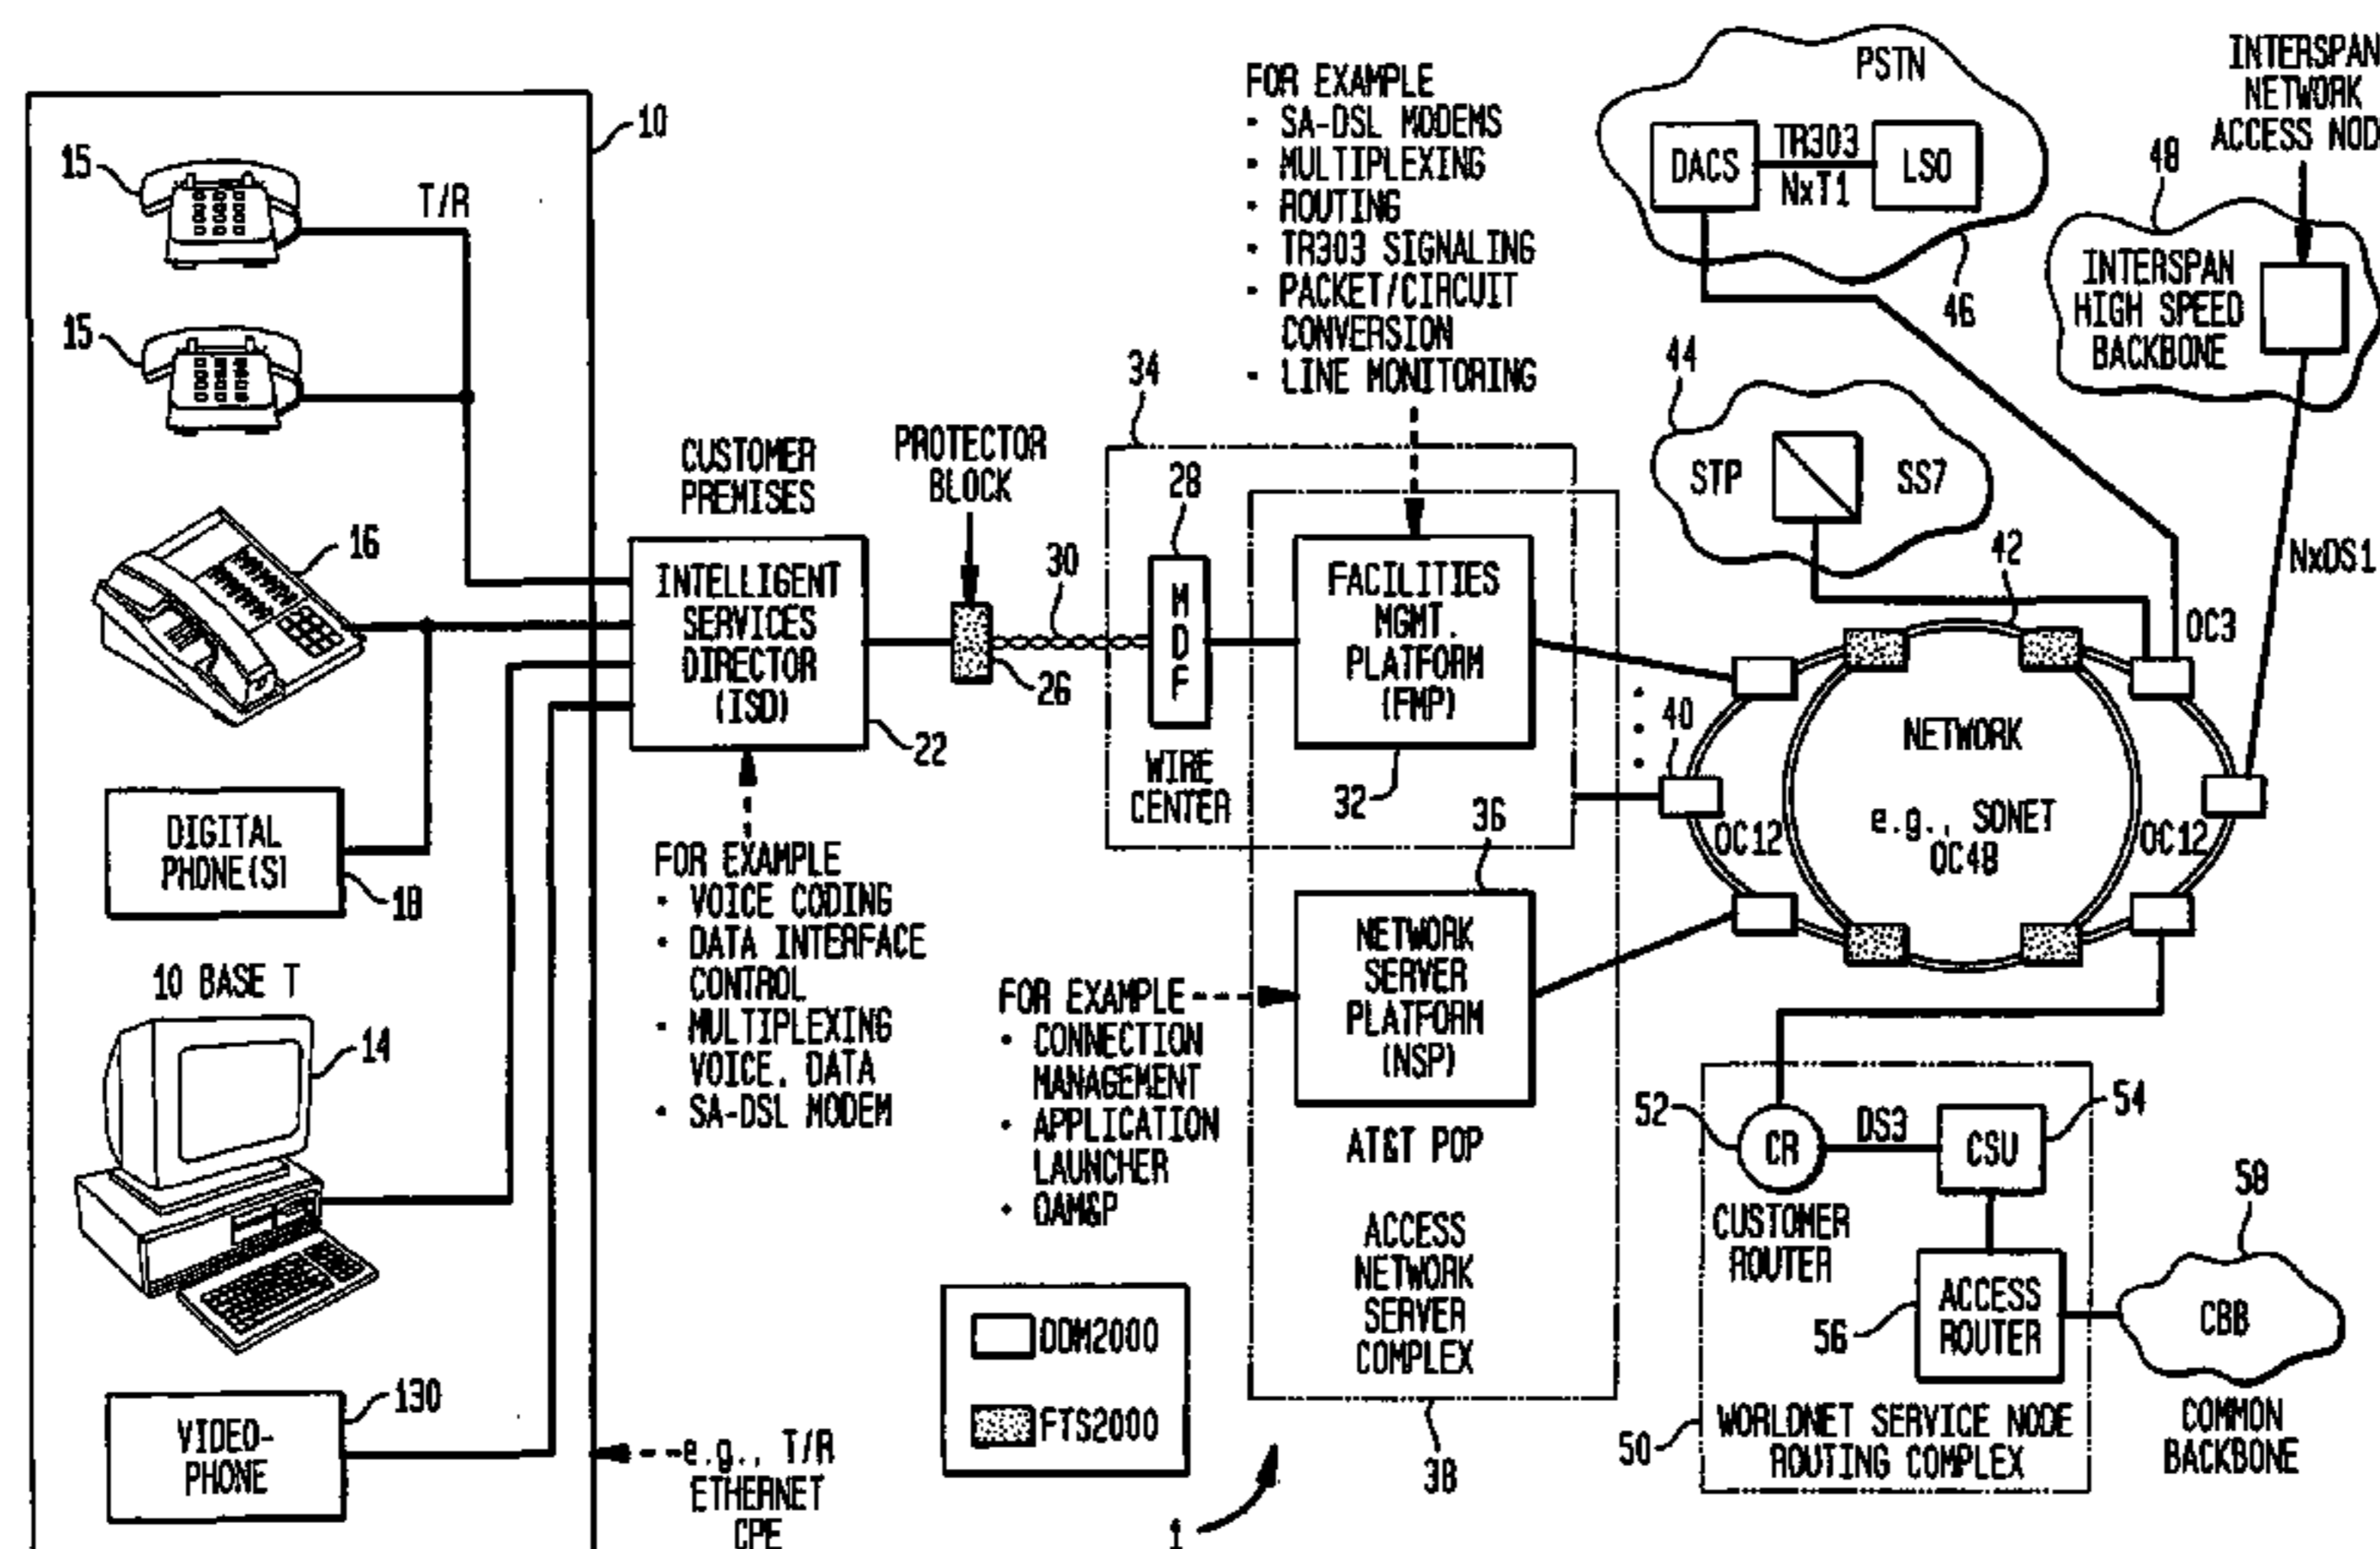 10
15
T/R
15
16
DIGITAL
PHONE(S)
18
10 BASE T
14
VIDEO-
PHONE
130
e.g., T/R
ETHERNET
CPE
CUSTOMER
PREMISES
INTELLIGENT
SERVICES
DIRECTOR
(ISD)
22
FOR EXAMPLE
· VOICE CODING
· DATA INTERFACE
CONTROL
· MULTIPLEXING
VOICE, DATA
· SA-DSL MODEM
PROTECTOR
BLOCK
26
30
34
28
MDF
WIRE
CENTER
FOR EXAMPLE
· SA-DSL MODEMS
· MULTIPLEXING
· ROUTING
· TR303 SIGNALING
· PACKET/CIRCUIT
CONVERSION
· LINE MONITORING
FACILITIES
MGMT.
PLATFORM
(FMP)
32
36
NETWORK
SERVER
PLATFORM
(NSP)
FOR EXAMPLE
· CONNECTION
MANAGEMENT
· APPLICATION
LAUNCHER
· OAM&P
AT&T POP
ACCESS
NETWORK
SERVER
COMPLEX
38
DDM2000
FTS2000
1
PSTN
DACS
TR303
NxT1
LSO
46
INTERSPAN
NETWORK
ACCESS NOD
48
INTERSPAN
HIGH SPEED
BACKBONE
44
STP
SS7
42
NxDS1
OC3
40
NETWORK
e.g., SONET
OC48
OC12
OC12
52
CR
DS3
CSU
54
CUSTOMER
ROUTER
56
ACCESS
ROUTER
58
CBB
COMMON
BACKBONE
50
WORLDNET SERVICE NODE
ROUTING COMPLEX